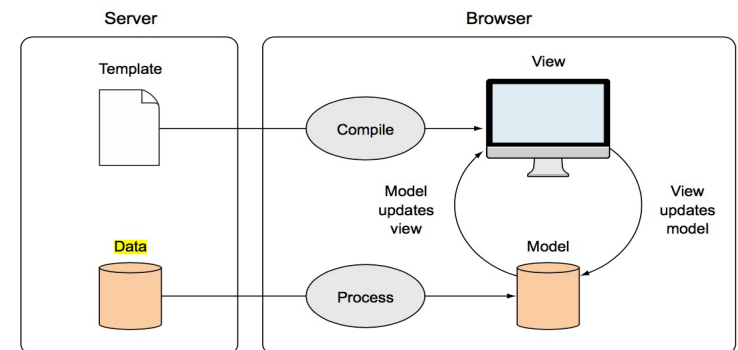 Server
Browser
Template
View
Compile
Model
updates
view
View
updates
model
Data
Model
Process